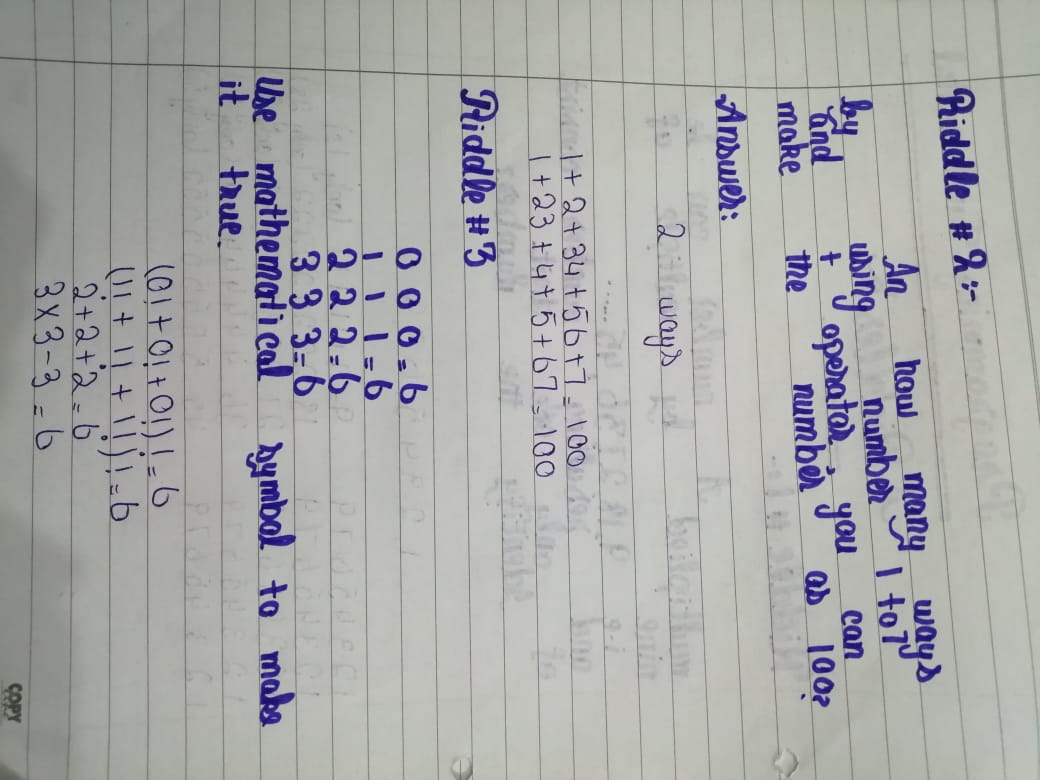 Riddle # 2:-
An how many ways
using number 1 to 7
by + operator, you can
and
make the number as 100?
Answer:
2 ways
1 + 2 + 34 + 56 + 7 = 100
1 + 23 + 4 + 5 + 67 = 100
Riddle # 3
0 0 0 = 6
1 1 1 = 6
2 2 2 = 6
3 3 3 = 6
Use mathematical symbol to make
it true.
(0! + 0! + 0!)! = 6
(1! + 1! + 1!)! = 6
2 + 2 + 2 = 6
3 × 3 - 3 = 6
COPY